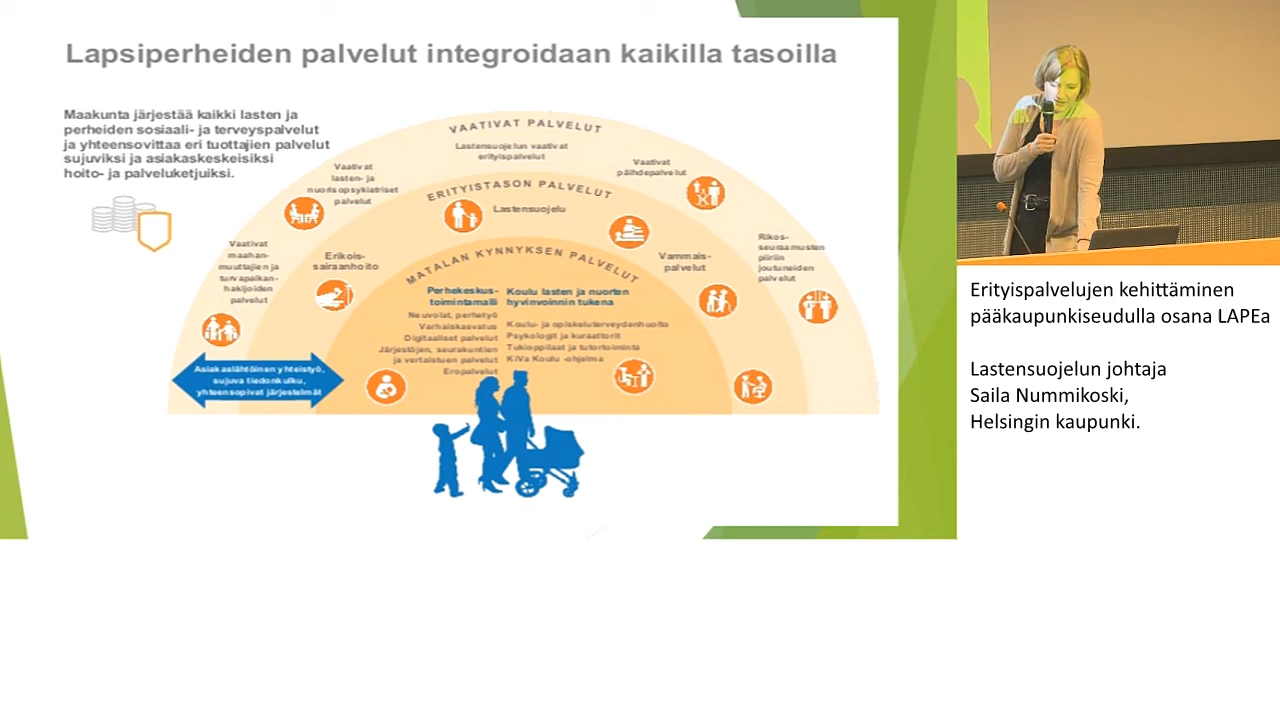 Lapsiperheiden palvelut integroidaan kaikilla tasoilla
Maakunta järjestää kaikki lasten ja
perheiden sosiaali- ja terveyspalvelut
ja yhteensovittaa eri tuottajien palvelut
sujuviksi ja asiakaskeskeisiksi
hoito- ja palveluketjuiksi.
VAATIVAT PALVELUT
Lastensuojelun vaativat
erityispalvelut
Vaativat
lasten- ja
nuorisopsykiatriset
palvelut
Vaativat
päihdepalvelut
Vaativat
maahan-
muuttajien ja
turvapaikan-
hakijoiden
palvelut
Rikos-
seuraamusten
piiriin
joutuneiden
palvelut
ERITYISTASON PALVELUT
Lastensuojelu
Erikois-
sairaanhoito
Vammais-
palvelut
MATALAN KYNNYKSEN PALVELUT
Perhekeskus-
toimintamalli
Neuvolat, perhetyö
Varhaiskasvatus
Digitaaliset palvelut
Järjestöjen, seurakuntien
ja vertaistuen palvelut
Eropalvelut
Koulu lasten ja nuorten
hyvinvoinnin tukena
Koulu- ja opiskeluterveydenhuolto
Psykologit ja kuraattorit
Tukioppilaat ja tutortoiminta
KiVa Koulu -ohjelma
Asiakaslähtöinen yhteistyö,
sujuva tiedonkulku,
yhteensopivat järjestelmät
Erityispalvelujen kehittäminen
pääkaupunkiseudulla osana LAPEa
Lastensuojelun johtaja
Saila Nummikoski,
Helsingin kaupunki.